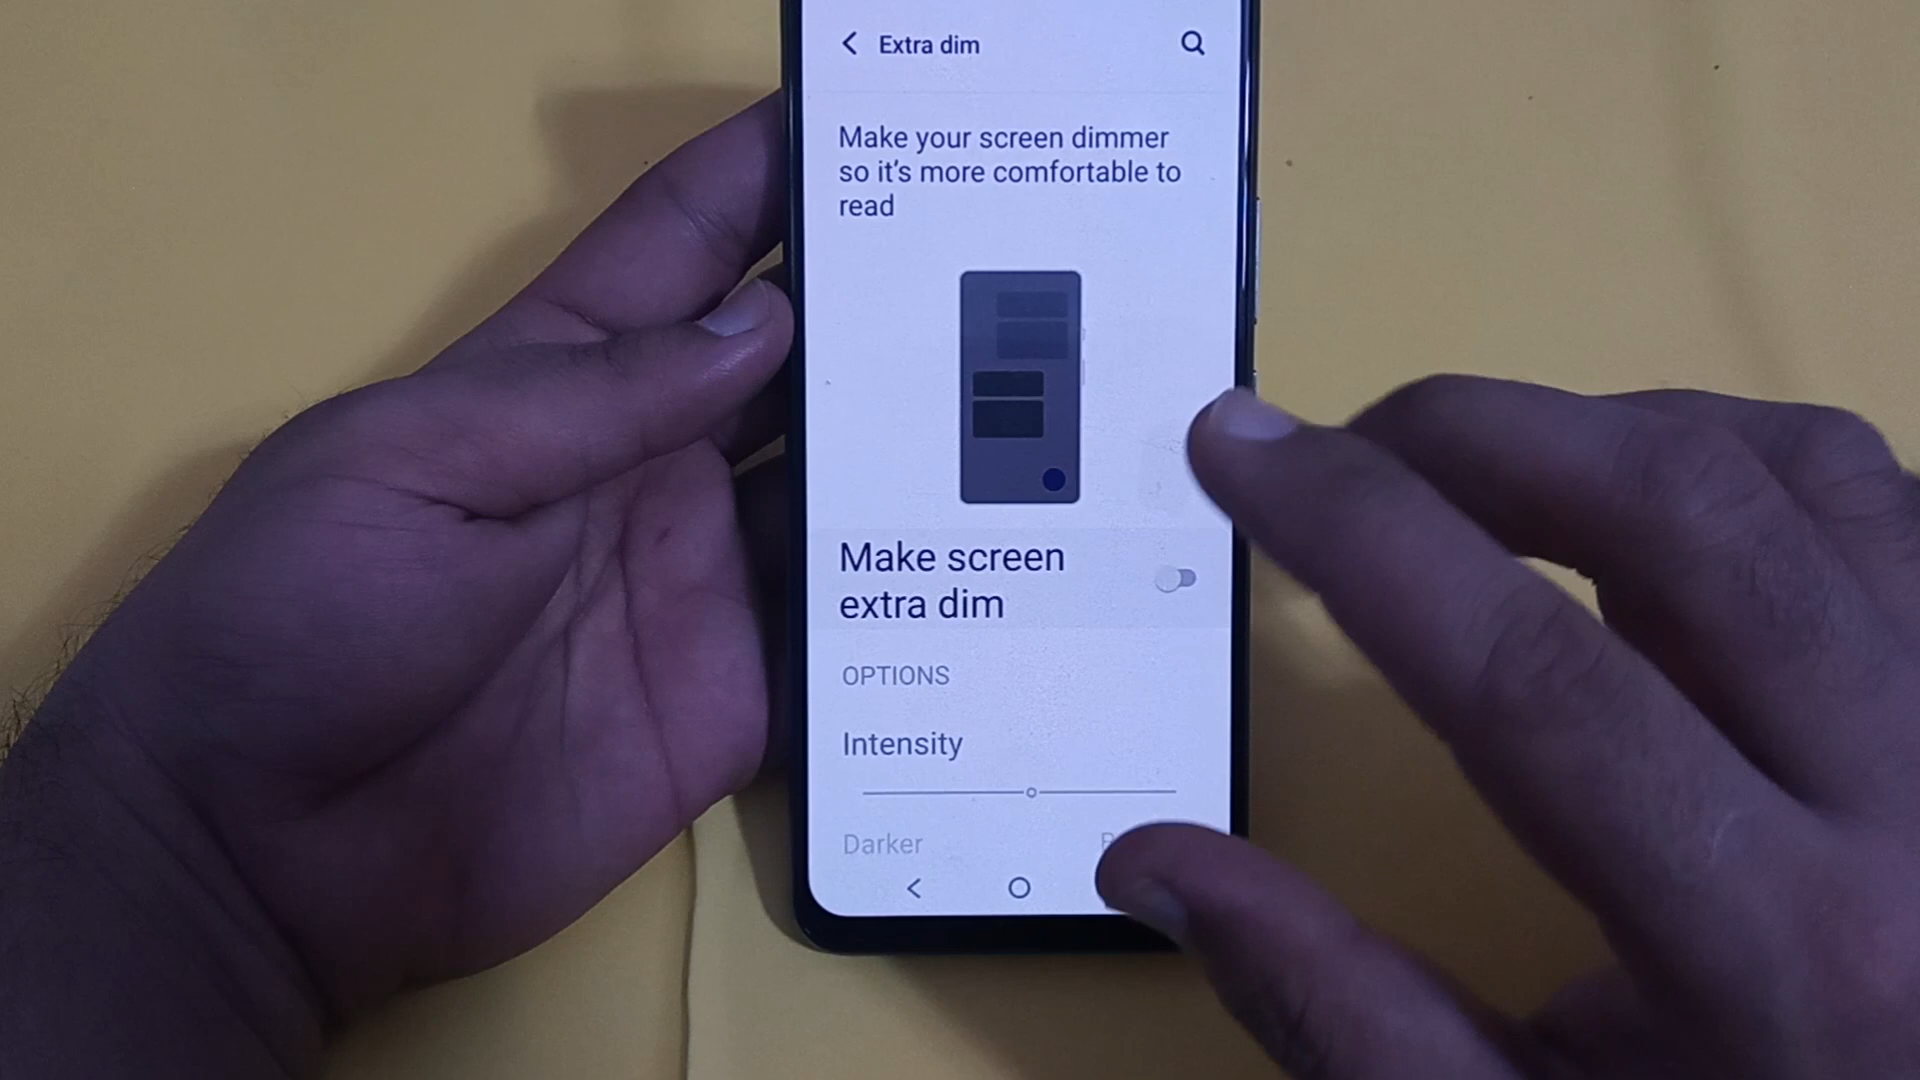 Extra dim
Make your screen dimmer
so it's more comfortable to
read
Make screen
extra dim
OPTIONS
Intensity
Darker